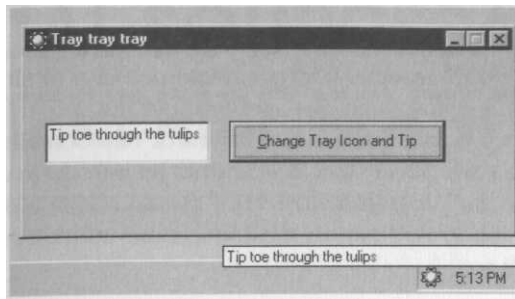 Tray tray tray
Tip toe through the tulips
Change Tray Icon and Tip
Tip toe through the tulips
5:13 PM